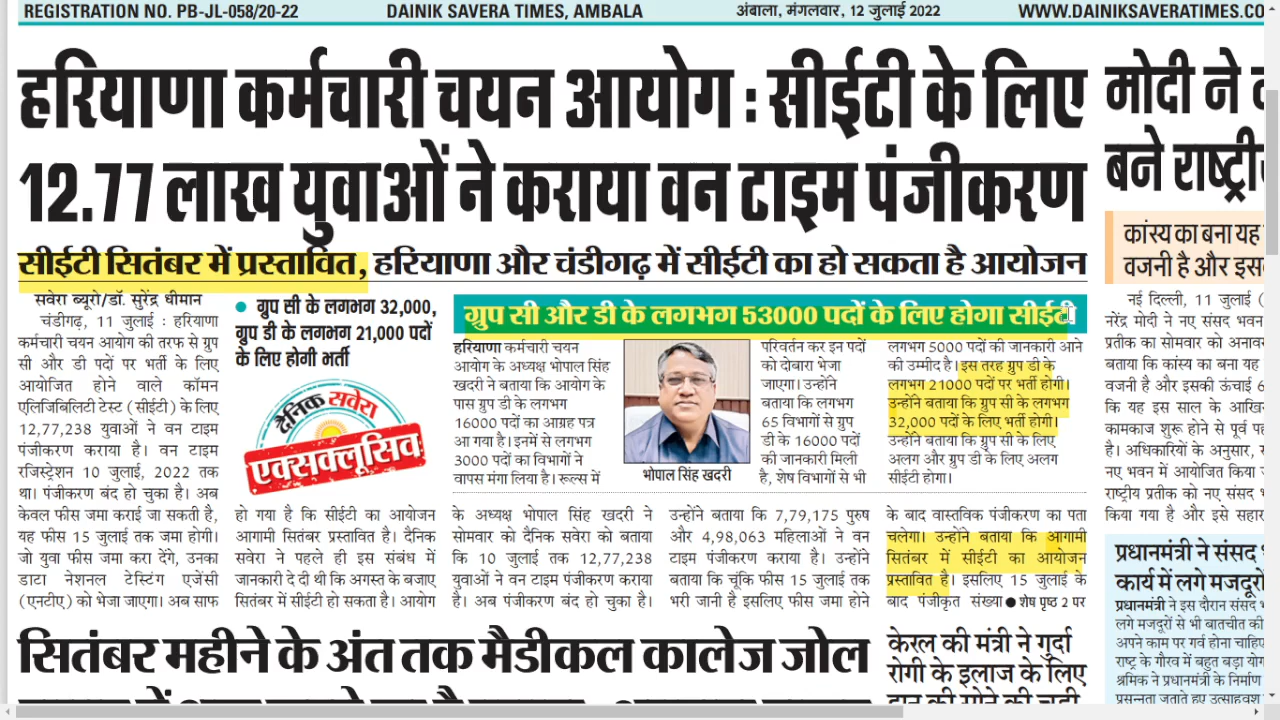 REGISTRATION NO. PB-JL-058/20-22
DAINIK SAVERA TIMES, AMBALA
अंबाला, मंगलवार, 12 जुलाई 2022
WWW.DAINIKSAVERATIMES.CO
हरियाणा कर्मचारी चयन आयोग : सीईटी के लिए
12.77 लाख युवाओं ने कराया वन टाइम पंजीकरण
सीईटी सितंबर में प्रस्तावित, हरियाणा और चंडीगढ़ में सीईटी का हो सकता है आयोजन
सवेरा ब्यूरो/डॉ. सुरेंद्र धीमान
चंडीगढ़, 11 जुलाई : हरियाणा
कर्मचारी चयन आयोग की तरफ से ग्रुप
सी और डी पदों पर भर्ती के लिए
आयोजित होने वाले कॉमन
एलिजिबिलिटी टेस्ट (सीईटी) के लिए
12,77,238 युवाओं ने वन टाइम
पंजीकरण कराया है। वन टाइम
रजिस्ट्रेशन 10 जुलाई, 2022 तक
था। पंजीकरण बंद हो चुका है। अब
केवल फीस जमा कराई जा सकती है,
यह फीस 15 जुलाई तक जमा होगी।
जो युवा फीस जमा करा देंगे, उनका
डाटा नेशनल टेस्टिंग एजेंसी
(एनटीए) को भेजा जाएगा। अब साफ
● ग्रुप सी के लगभग 32,000,
ग्रुप डी के लगभग 21,000 पदों
के लिए होगी भर्ती
दैनिक सवेरा
एक्सक्लूसिव
हो गया है कि सीईटी का आयोजन
आगामी सितंबर प्रस्तावित है। दैनिक
सवेरा ने पहले ही इस संबंध में
जानकारी दे दी थी कि अगस्त के बजाए
सितंबर में सीईटी हो सकता है। आयोग
ग्रुप सी और डी के लगभग 53000 पदों के लिए होगा सीईटी
हरियाणा कर्मचारी चयन
आयोग के अध्यक्ष भोपाल सिंह
खदरी ने बताया कि आयोग के
पास ग्रुप डी के लगभग
16000 पदों का आग्रह पत्र
आ गया है। इनमें से लगभग
3000 पदों का विभागों ने
वापस मंगा लिया है। रूल्स में
भोपाल सिंह खदरी
परिवर्तन कर इन पदों
को दोबारा भेजा
जाएगा। उन्होंने
बताया कि लगभग
65 विभागों से ग्रुप
डी के 16000 पदों
की जानकारी मिली
है, शेष विभागों से भी
लगभग 5000 पदों की जानकारी आने
की उम्मीद है। इस तरह ग्रुप डी के
लगभग 21000 पदों पर भर्ती होगी।
उन्होंने बताया कि ग्रुप सी के लगभग
32,000 पदों के लिए भर्ती होगी।
उन्होंने बताया कि ग्रुप सी के लिए
अलग और ग्रुप डी के लिए अलग
सीईटी होगा।
के अध्यक्ष भोपाल सिंह खदरी ने
सोमवार को दैनिक सवेरा को बताया
कि 10 जुलाई तक 12,77,238
युवाओं ने वन टाइम पंजीकरण कराया
है। अब पंजीकरण बंद हो चुका है।
उन्होंने बताया कि 7,79,175 पुरुष
और 4,98,063 महिलाओं ने वन
टाइम पंजीकरण कराया है। उन्होंने
बताया कि चूंकि फीस 15 जुलाई तक
भरी जानी है इसलिए फीस जमा होने
के बाद वास्तविक पंजीकरण का पता
चलेगा। उन्होंने बताया कि आगामी
सितंबर में सीईटी का आयोजन
प्रस्तावित है। इसलिए 15 जुलाई के
बाद पंजीकृत संख्या ● शेष पृष्ठ 2 पर
सितंबर महीने के अंत तक मैडीकल कालेज जोल
केरल की मंत्री ने गुर्दा
रोगी के इलाज के लिए
मोदी ने
बने
कांस्य का बना यह
वजनी है और इस
नई दिल्ली, 11 जुलाई (
नरेंद्र मोदी ने नए संसद भवन
प्रतीक का सोमवार को अनाव
बताया कि कांस्य का बना यह
वजनी है और इसकी ऊंचाई 6
कि यह इस साल के आखि
कामकाज शुरू होने से पूर्व प
है। अधिकारियों के अनुसार,
नए भवन में आयोजित किया
राष्ट्रीय प्रतीक को नए संसद
किया गया है और इसे सहा
प्रधानमंत्री ने संसद
कार्य में लगे मजदूरों
प्रधानमंत्री ने इस दौरान संसद
लगे मजदूरों से भी बातचीत की
अपने काम पर गर्व होना चाहि
राष्ट्र के गौरव में बहुत बड़ा यो
श्रमिक ने प्रधानमंत्री के निर्माण
प्रसन्नता जताते हुए